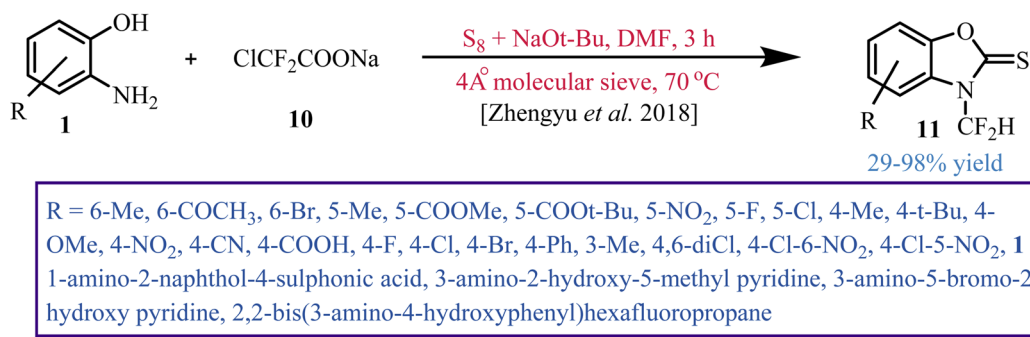 OH
NH₂
R
1
+
ClCF₂COONa
10
S₈ + NaOt-Bu, DMF, 3 h
4A° molecular sieve, 70 °C
[Zhengyu et al. 2018]
O
S
N
R
11
CF₂H
29-98% yield
R = 6-Me, 6-COCH₃, 6-Br, 5-Me, 5-COOMe, 5-COOt-Bu, 5-NO₂, 5-F, 5-Cl, 4-Me, 4-t-Bu, 4-
OMe, 4-NO₂, 4-CN, 4-COOH, 4-F, 4-Cl, 4-Br, 4-Ph, 3-Me, 4,6-diCl, 4-Cl-6-NO₂, 4-Cl-5-NO₂, 1
1-amino-2-naphthol-4-sulphonic acid, 3-amino-2-hydroxy-5-methyl pyridine, 3-amino-5-bromo-2
hydroxy pyridine, 2,2-bis(3-amino-4-hydroxyphenyl)hexafluoropropane